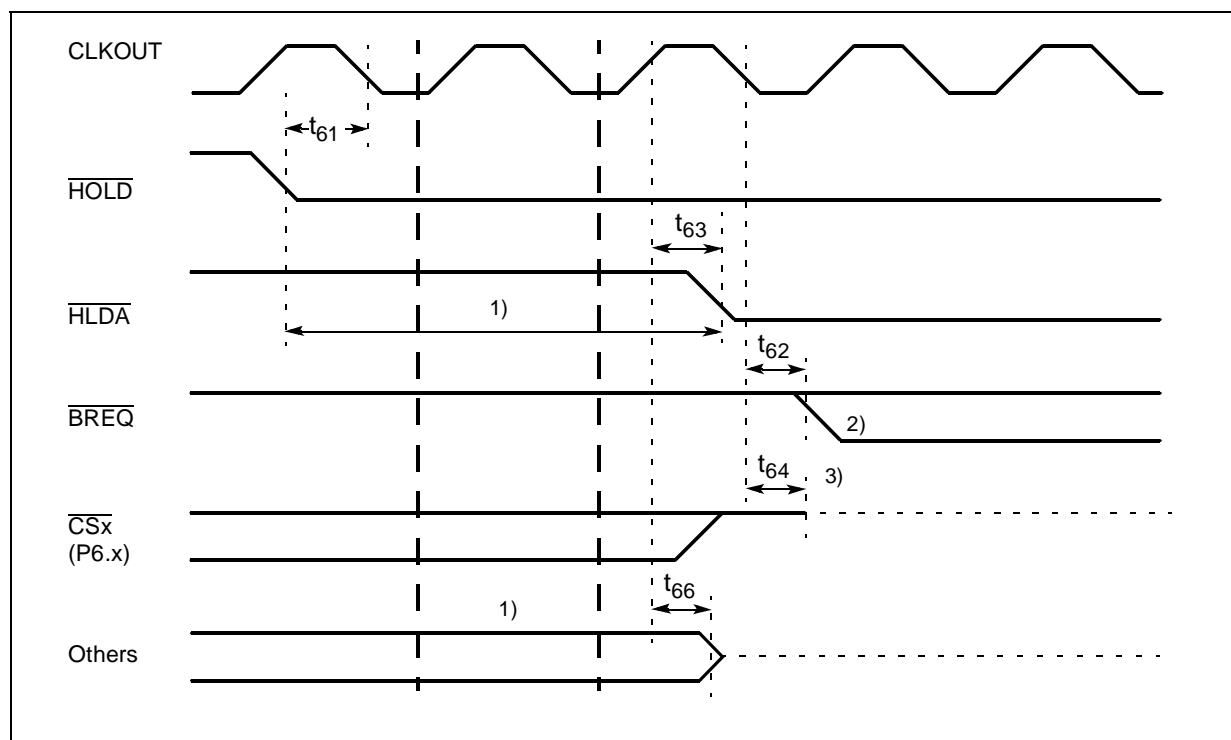 CLKOUT
t61
HOLD
t63
HLDA
1)
t62
BREQ
2)
t64
3)
CSx
(P6.x)
t66
1)
Others